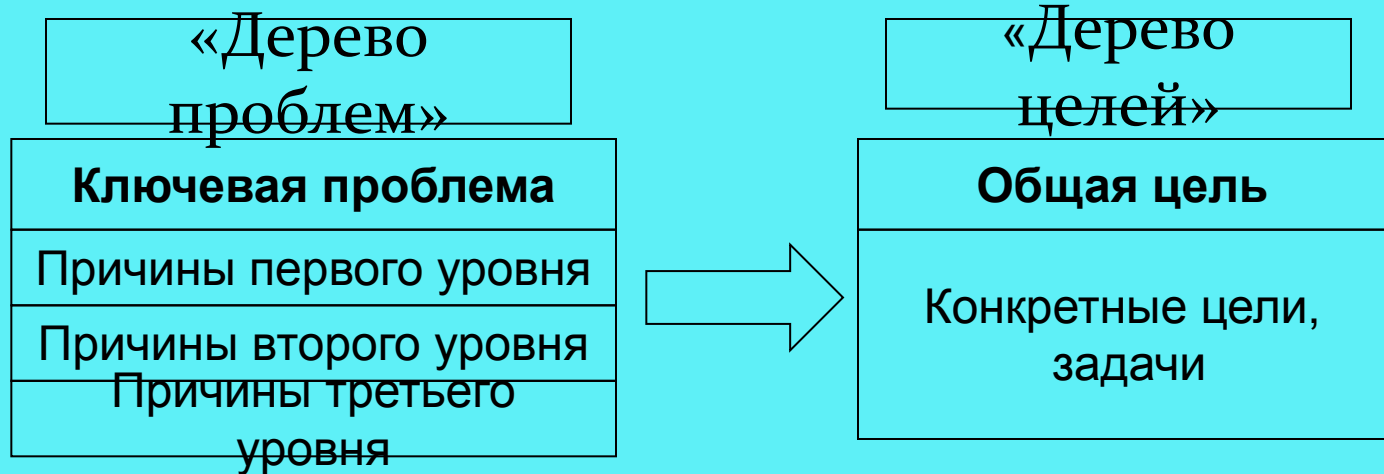 «Дерево
проблем»
Ключевая проблема
Причины первого уровня
Причины второго уровня
Причины третьего
уровня
«Дерево
целей»
Общая цель
Конкретные цели,
задачи